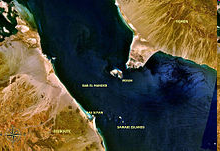 YEMEN
PERIM
BAB EL MANDEB
RAS SIYAN
SAWABI ISLANDS
DJIBOUTI